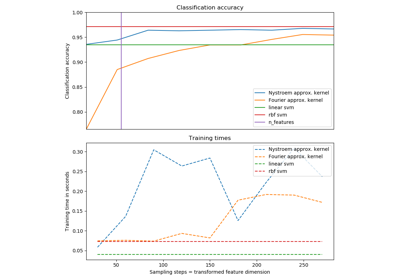 Classification accuracy
1.00
0.95
0.90
0.85
0.80
Classification accuracy
Nystroem approx. kernel
Fourier approx. kernel
linear svm
rbf svm
n_features
Training times
0.30
0.25
0.20
0.15
0.10
0.05
Training time in seconds
Nystroem approx. kernel
Fourier approx. kernel
linear svm
rbf svm
50 100 150 200 250
Sampling steps = transformed feature dimension